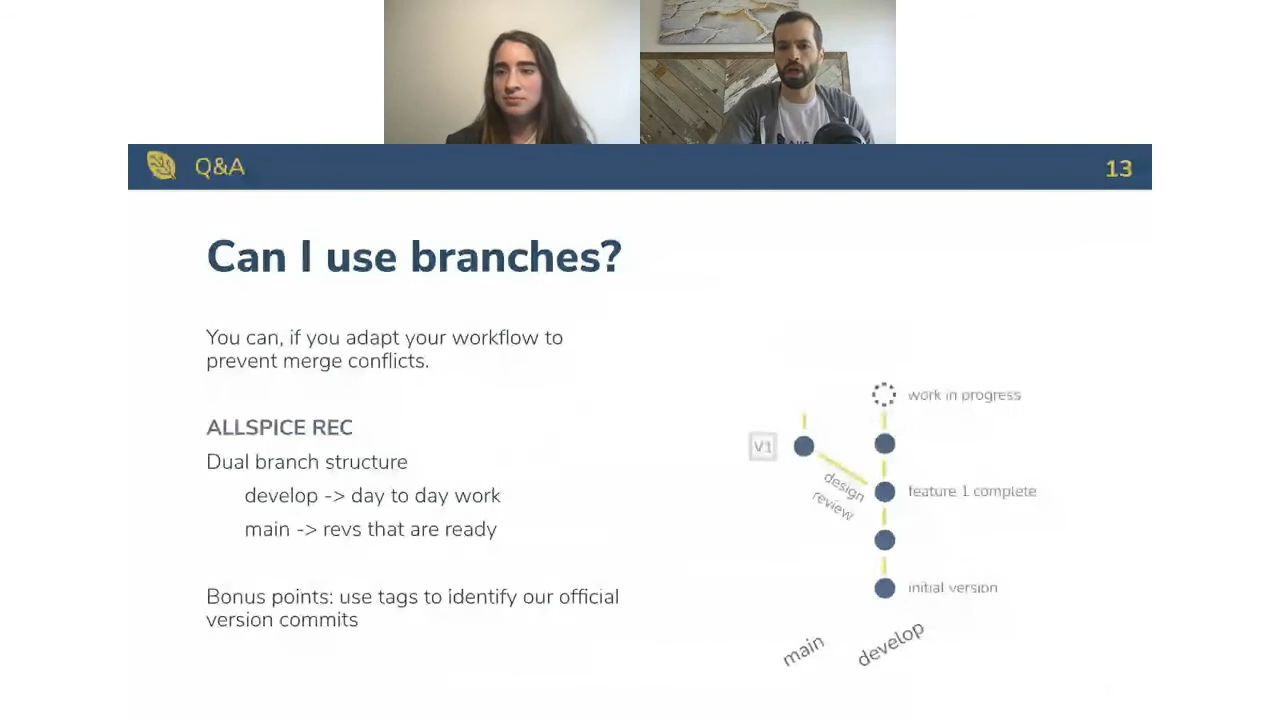 Q&A
13
Can I use branches?
You can, if you adapt your workflow to
prevent merge conflicts.
ALLSPICE REC
Dual branch structure
develop -> day to day work
main -> revs that are ready
Bonus points: use tags to identify our official
version commits
work in progress
V1
design
review
feature 1 complete
initial version
main
develop